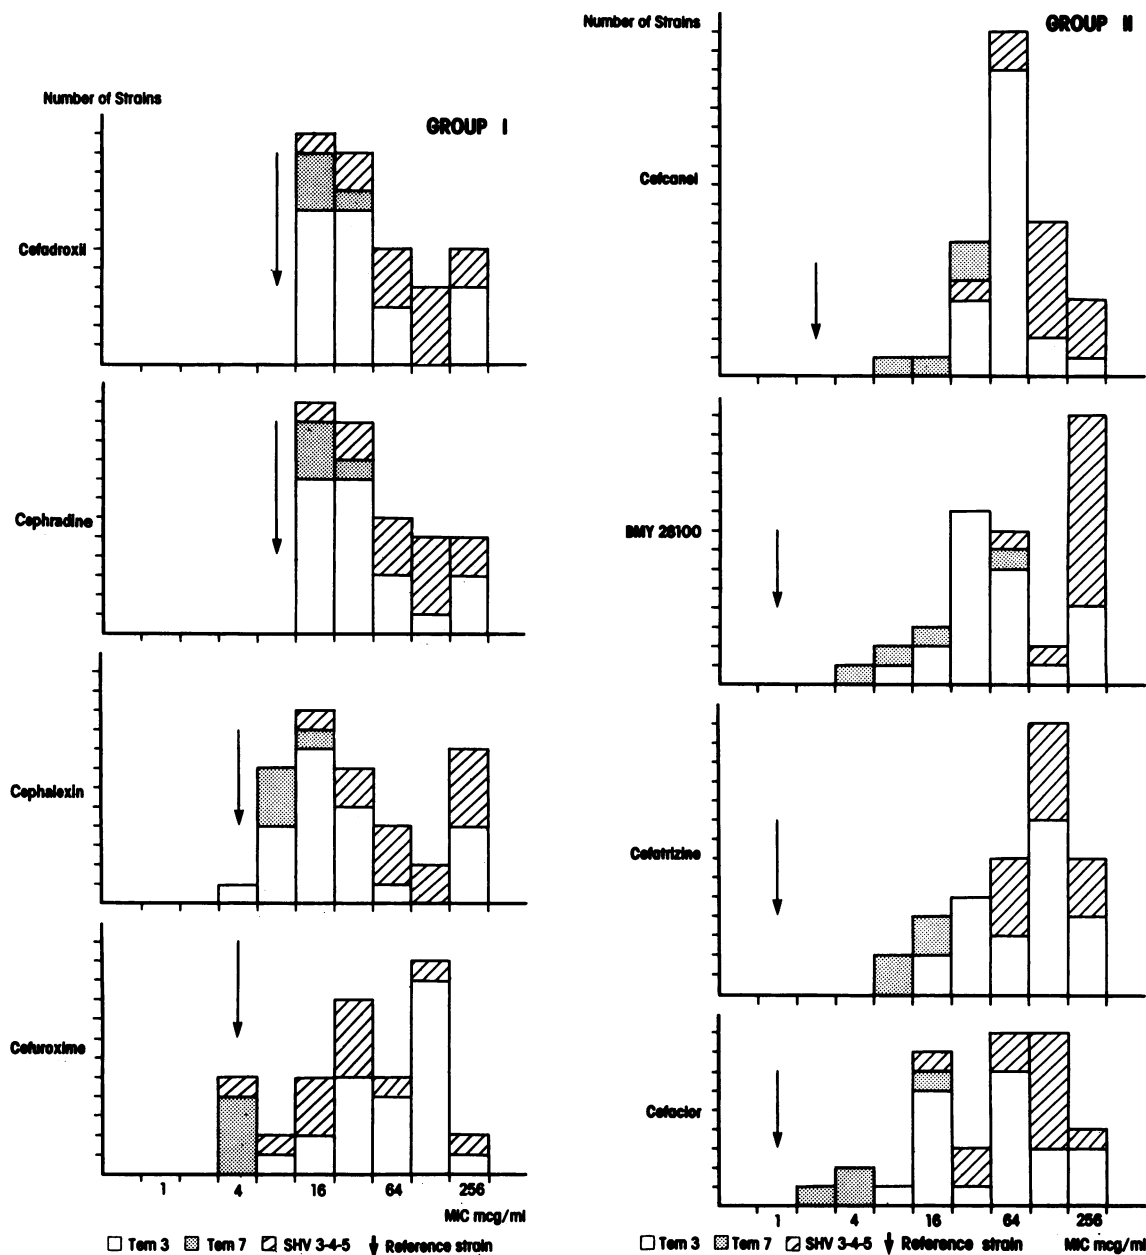 Number of Strains
GROUP I
Cefadroxil
Cephradine
Cephalexin
Cefuroxime
1 4 16 64 256
MIC mcg/ml
Tem 3 Tem 7 SHV 3-4-5 Reference strain
Number of Strains
GROUP II
Cefcanel
BMY 28100
Cefatrizine
Cefaclor
1 4 16 64 256
Tem 3 Tem 7 SHV 3-4-5 Reference strain MIC mcg/ml